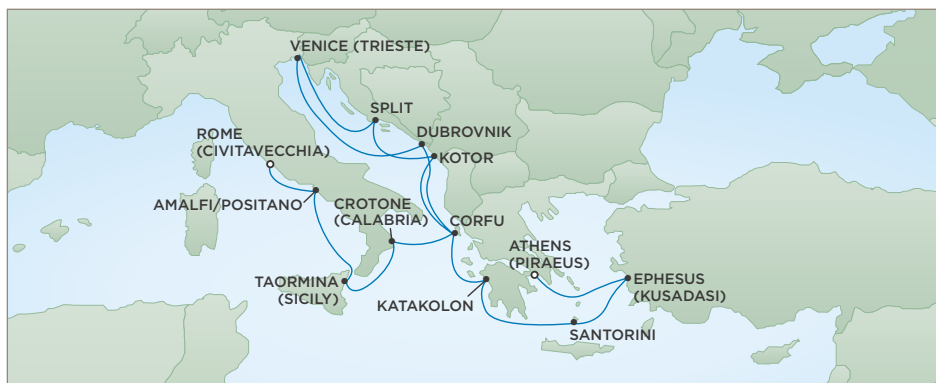 VENICE (TRIESTE)
SPLIT
ROME
(CIVITAVECCHIA)
DUBROVNIK
KOTOR
AMALFI/POSITANO
CROTONE
(CALABRIA)
CORFU
ATHENS
(PIRAEUS)
TAORMINA
(SICILY)
KATAKOLON
EPHESUS
(KUSADASI)
SANTORINI